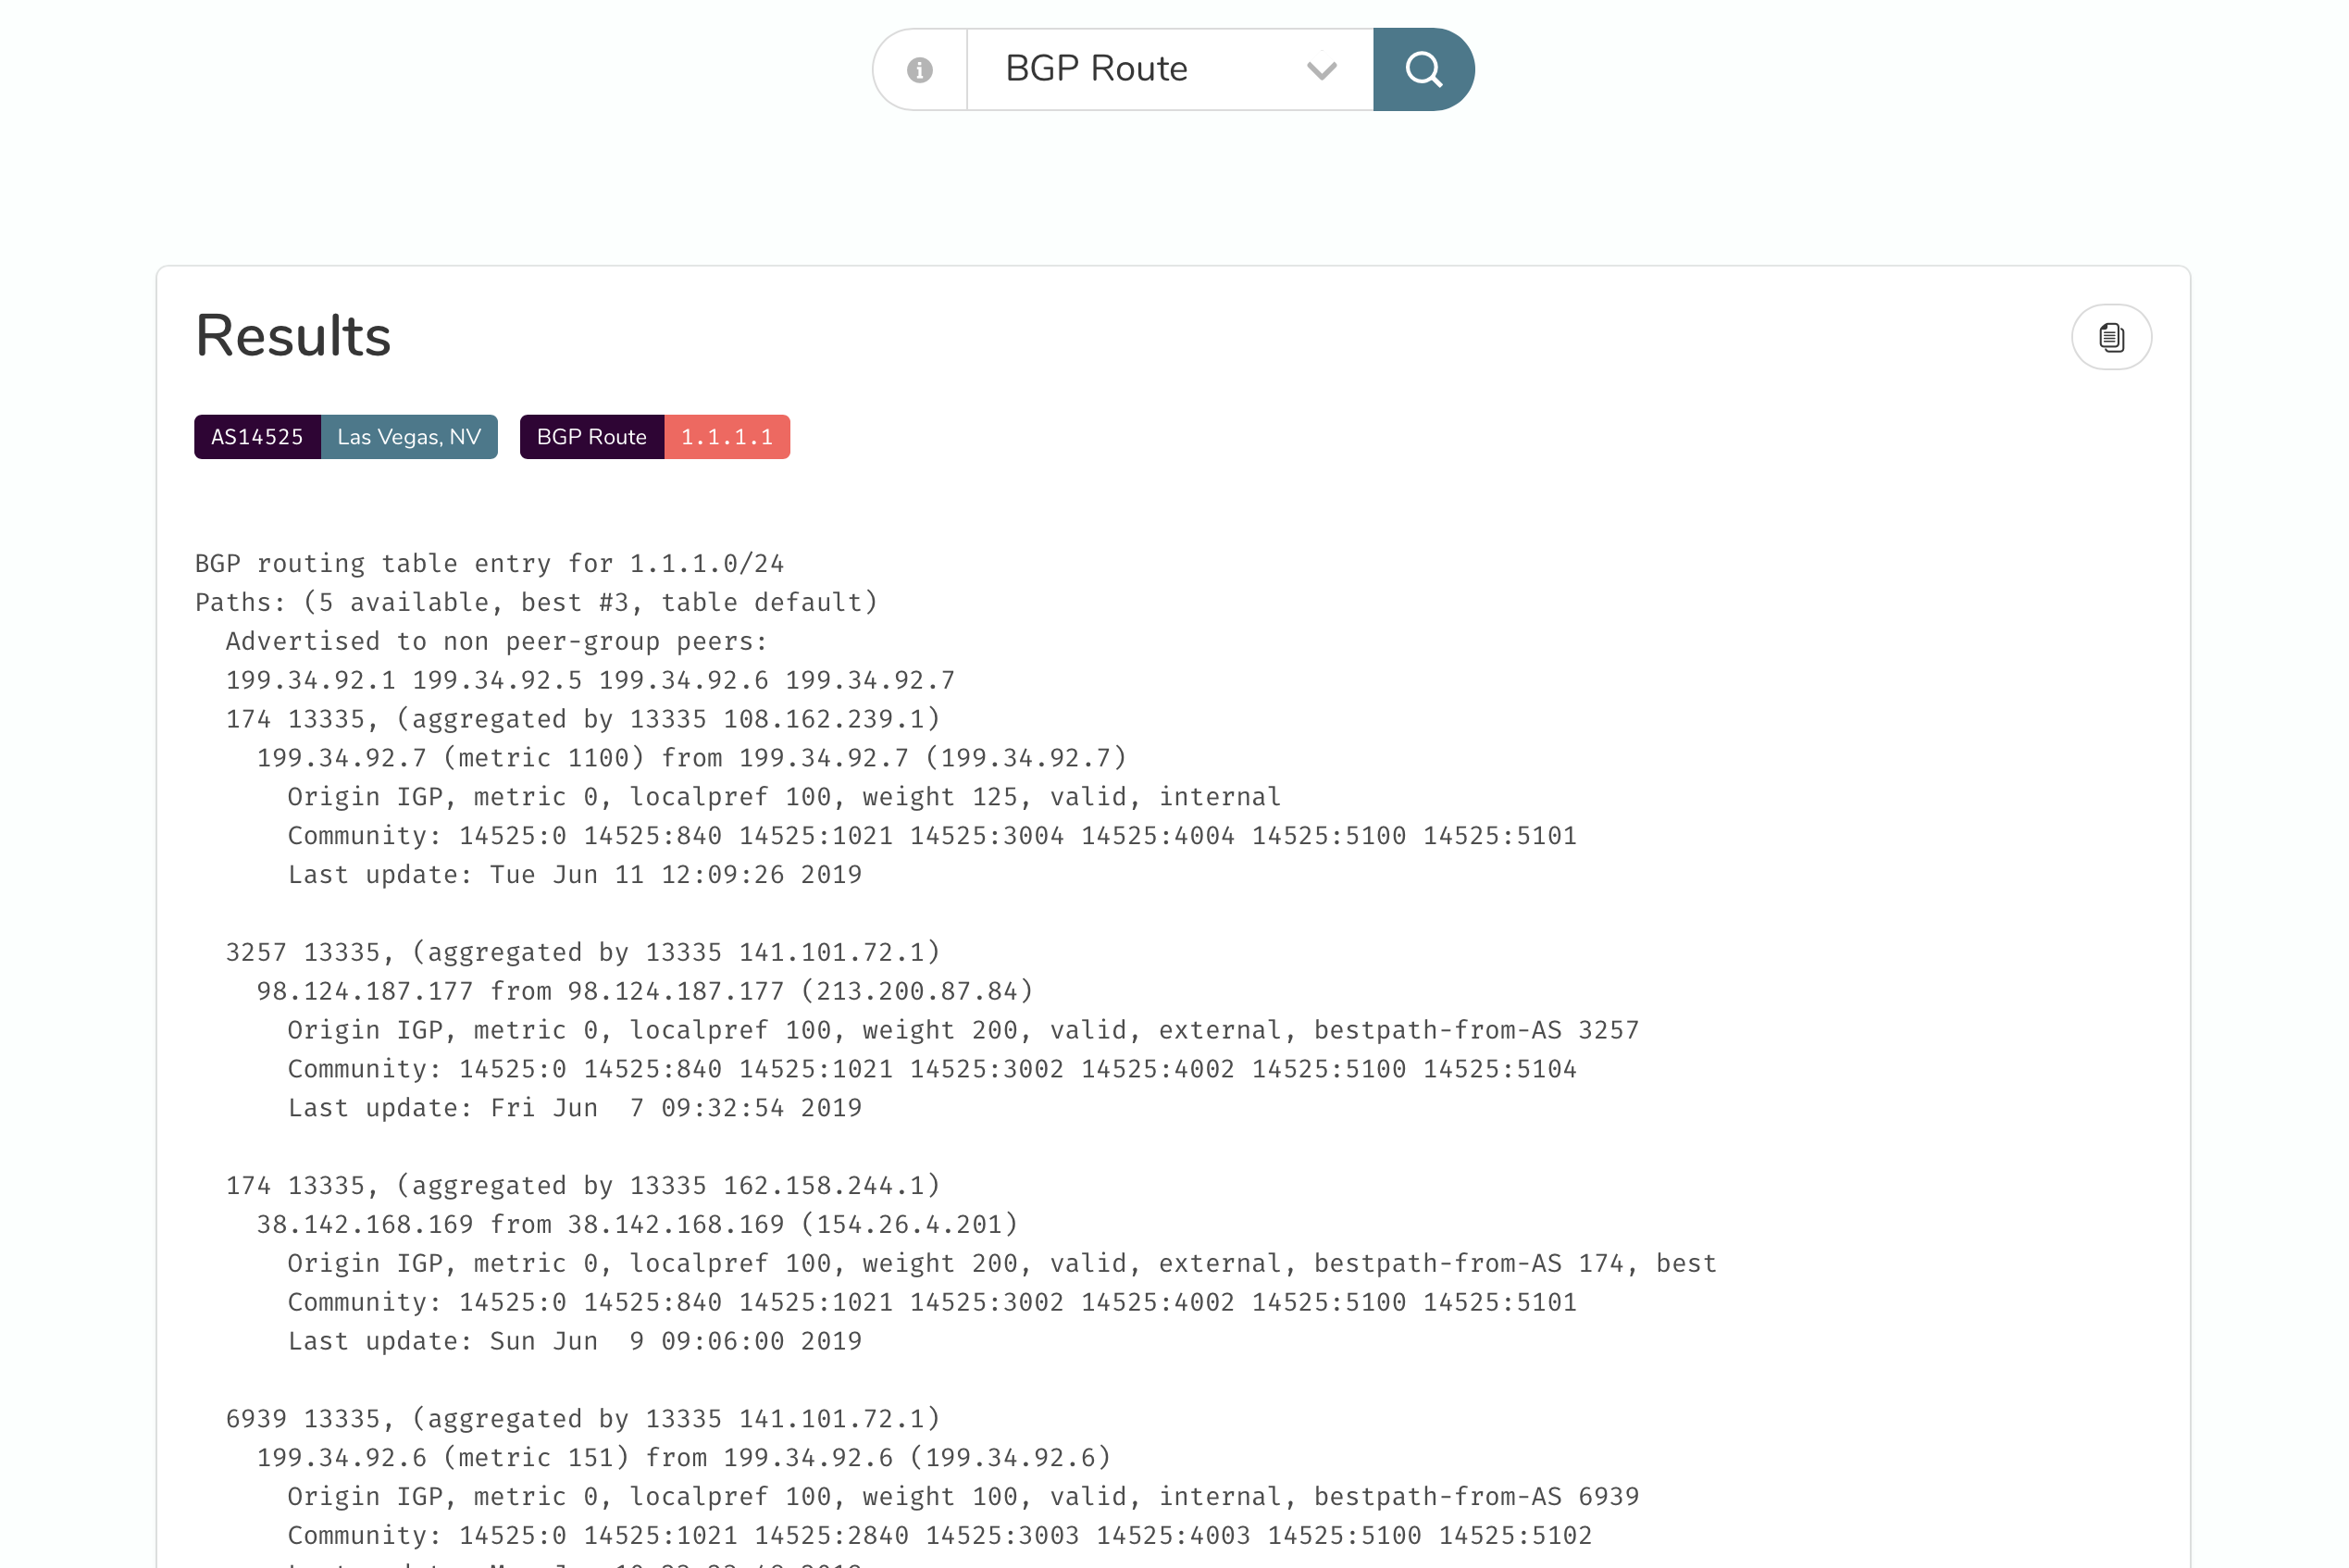 BGP Route
Results
AS14525 Las Vegas, NV BGP Route 1.1.1.1
BGP routing table entry for 1.1.1.0/24
Paths: (5 available, best #3, table default)
Advertised to non peer-group peers:
199.34.92.1 199.34.92.5 199.34.92.6 199.34.92.7
174 13335, (aggregated by 13335 108.162.239.1)
199.34.92.7 (metric 1100) from 199.34.92.7 (199.34.92.7)
Origin IGP, metric 0, localpref 100, weight 125, valid, internal
Community: 14525:0 14525:840 14525:1021 14525:3004 14525:4004 14525:5100 14525:5101
Last update: Tue Jun 11 12:09:26 2019
3257 13335, (aggregated by 13335 141.101.72.1)
98.124.187.177 from 98.124.187.177 (213.200.87.84)
Origin IGP, metric 0, localpref 100, weight 200, valid, external, bestpath-from-AS 3257
Community: 14525:0 14525:840 14525:1021 14525:3002 14525:4002 14525:5100 14525:5104
Last update: Fri Jun  7 09:32:54 2019
174 13335, (aggregated by 13335 162.158.244.1)
38.142.168.169 from 38.142.168.169 (154.26.4.201)
Origin IGP, metric 0, localpref 100, weight 200, valid, external, bestpath-from-AS 174, best
Community: 14525:0 14525:840 14525:1021 14525:3002 14525:4002 14525:5100 14525:5101
Last update: Sun Jun  9 09:06:00 2019
6939 13335, (aggregated by 13335 141.101.72.1)
199.34.92.6 (metric 151) from 199.34.92.6 (199.34.92.6)
Origin IGP, metric 0, localpref 100, weight 100, valid, internal, bestpath-from-AS 6939
Community: 14525:0 14525:1021 14525:2840 14525:3003 14525:4003 14525:5100 14525:5102